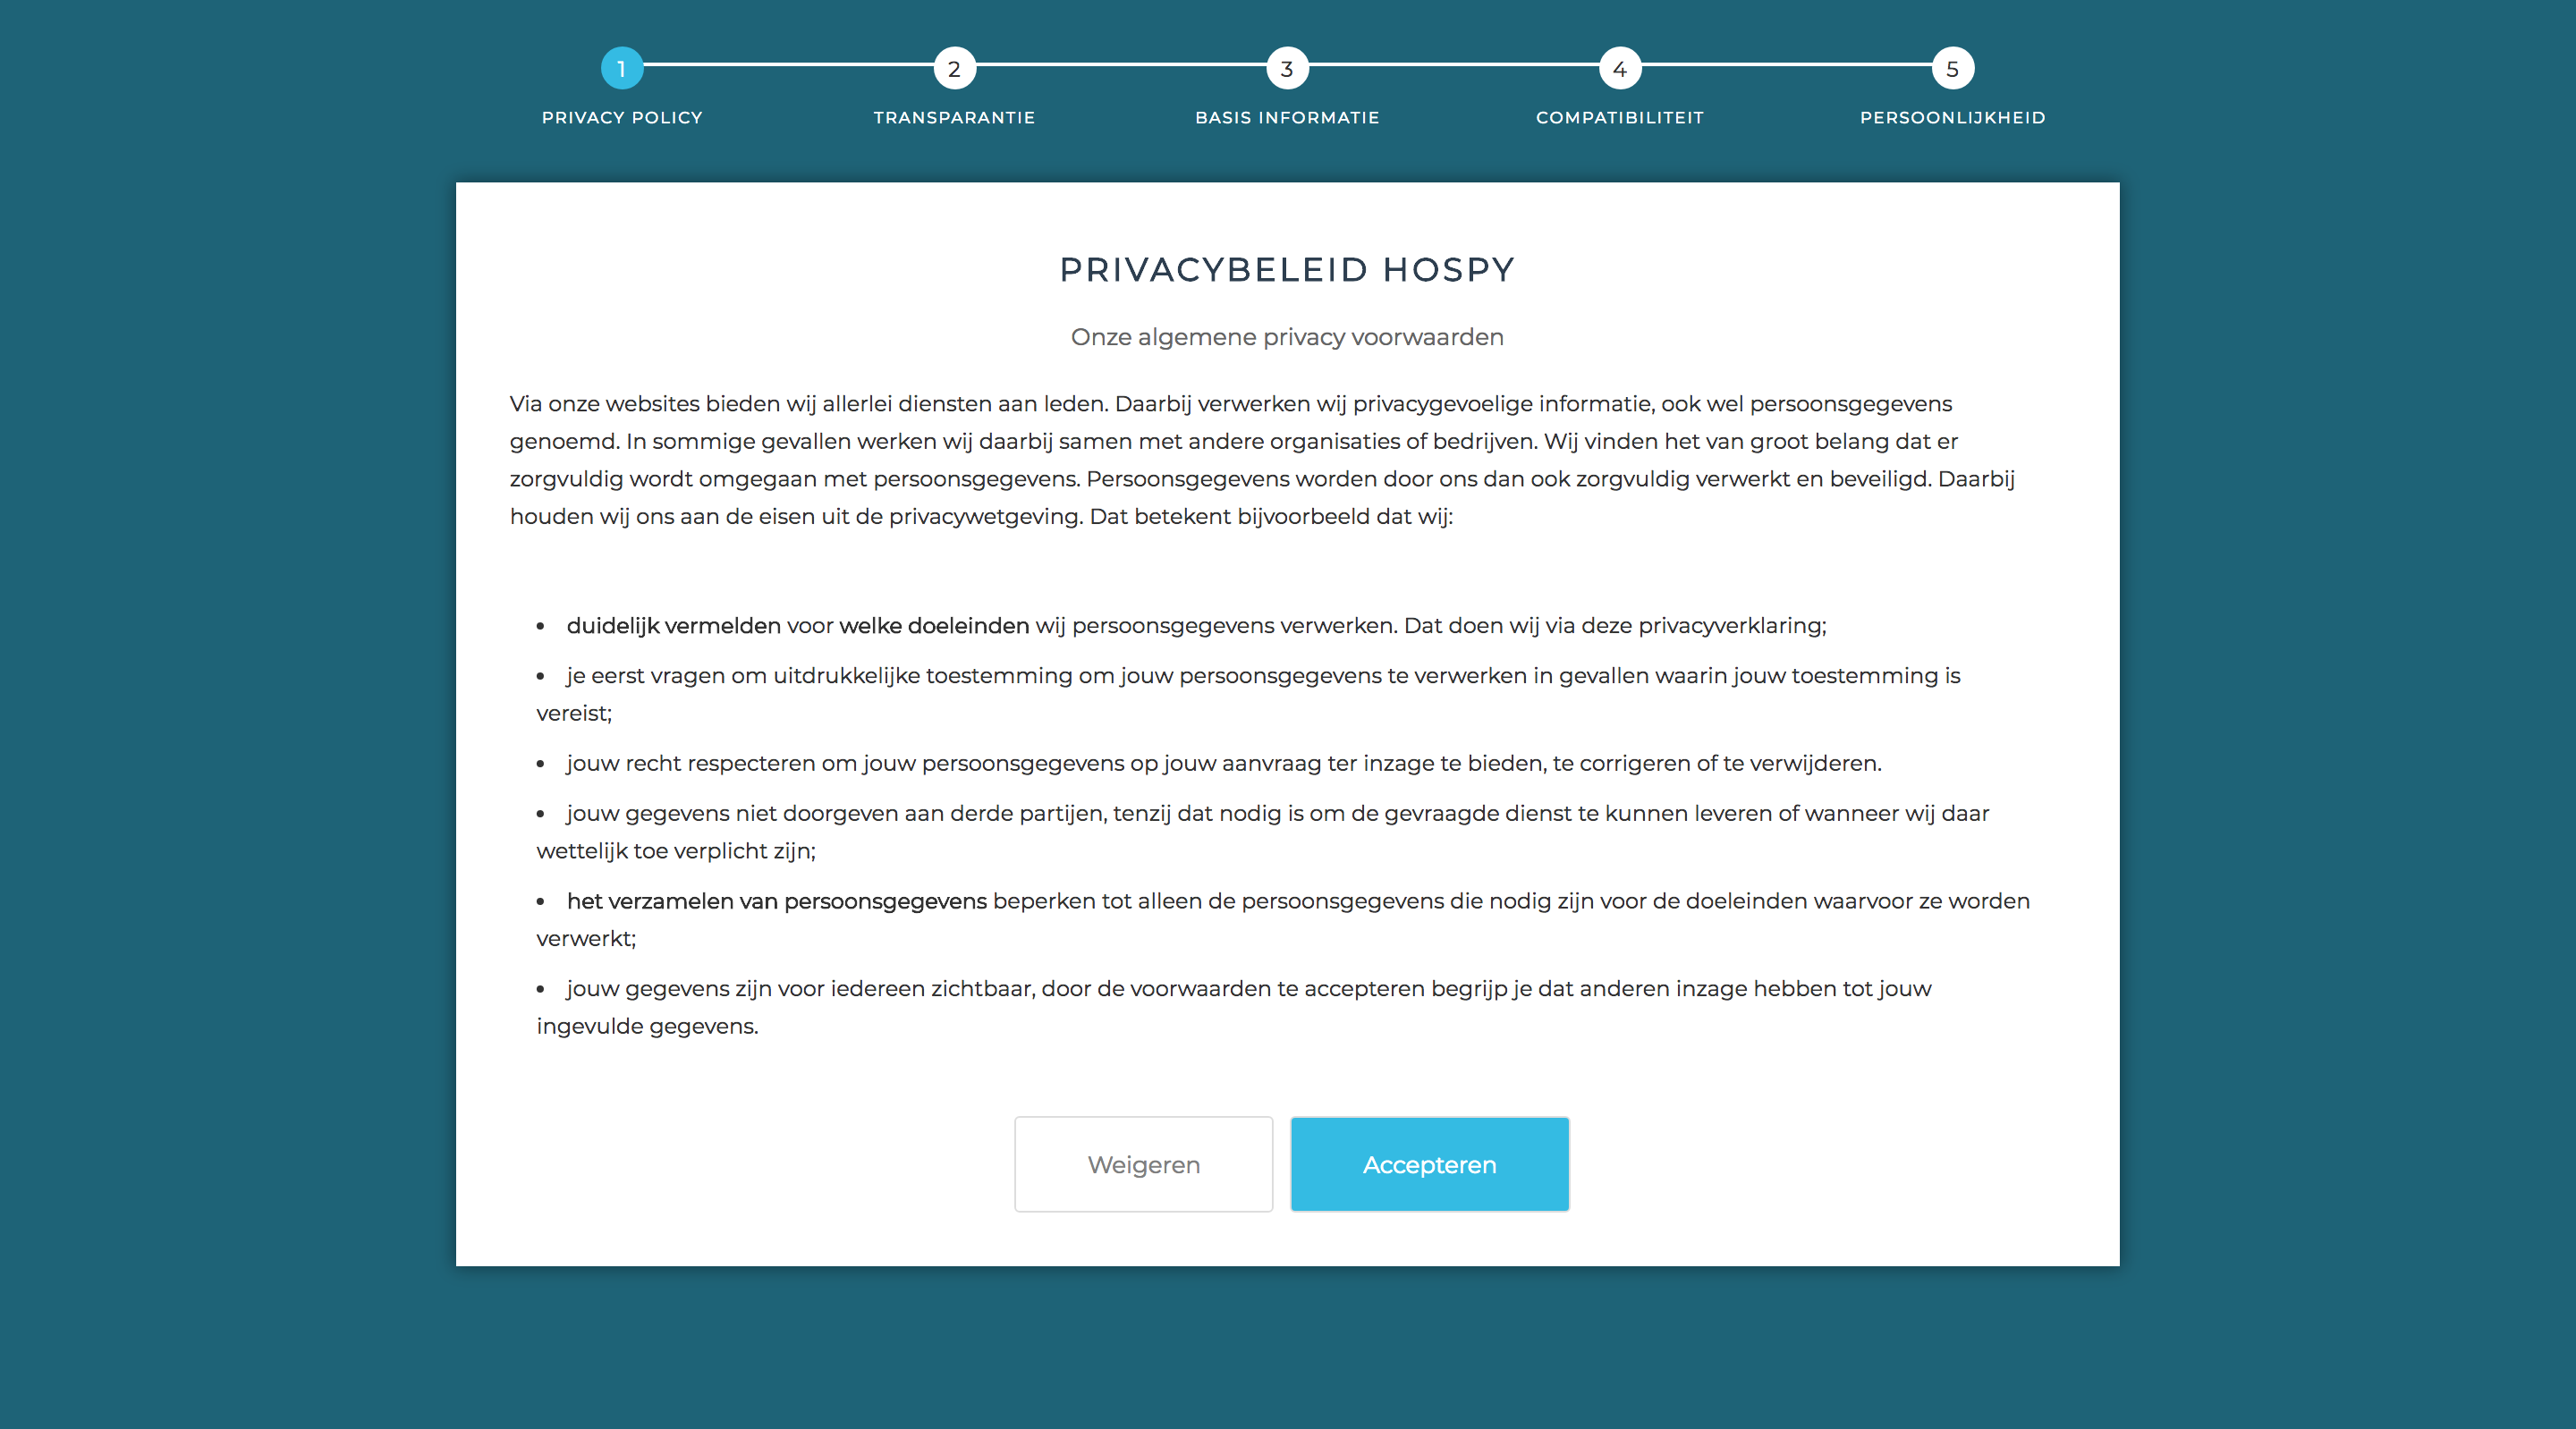 1 2 3 4 5
PRIVACY POLICY TRANSPARANTIE BASIS INFORMATIE COMPATIBILITEIT PERSOONLIJKHEID
PRIVACYBELEID HOSPY
Onze algemene privacy voorwaarden
Via onze websites bieden wij allerlei diensten aan leden. Daarbij verwerken wij privacygevoelige informatie, ook wel persoonsgegevens
genoemd. In sommige gevallen werken wij daarbij samen met andere organisaties of bedrijven. Wij vinden het van groot belang dat er
zorgvuldig wordt omgegaan met persoonsgegevens. Persoonsgegevens worden door ons dan ook zorgvuldig verwerkt en beveiligd. Daarbij
houden wij ons aan de eisen uit de privacywetgeving. Dat betekent bijvoorbeeld dat wij:
• duidelijk vermelden voor welke doeleinden wij persoonsgegevens verwerken. Dat doen wij via deze privacyverklaring;
• je eerst vragen om uitdrukkelijke toestemming om jouw persoonsgegevens te verwerken in gevallen waarin jouw toestemming is
vereist;
• jouw recht respecteren om jouw persoonsgegevens op jouw aanvraag ter inzage te bieden, te corrigeren of te verwijderen.
• jouw gegevens niet doorgeven aan derde partijen, tenzij dat nodig is om de gevraagde dienst te kunnen leveren of wanneer wij daar
wettelijk toe verplicht zijn;
• het verzamelen van persoonsgegevens beperken tot alleen de persoonsgegevens die nodig zijn voor de doeleinden waarvoor ze worden
verwerkt;
• jouw gegevens zijn voor iedereen zichtbaar, door de voorwaarden te accepteren begrijp je dat anderen inzage hebben tot jouw
ingevulde gegevens.
Weigeren Accepteren